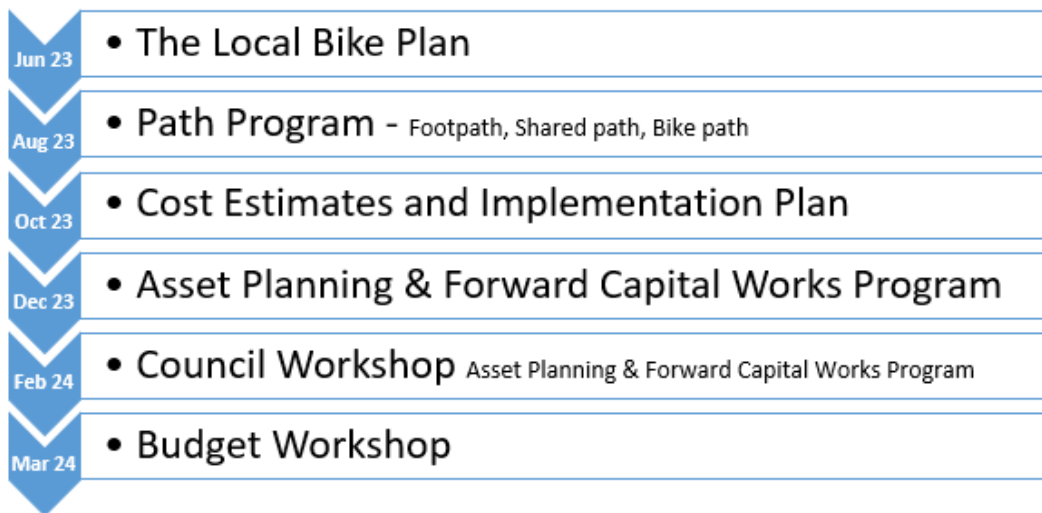 Jun 23 • The Local Bike Plan
Aug 23 • Path Program - Footpath, Shared path, Bike path
Oct 23 • Cost Estimates and Implementation Plan
Dec 23 • Asset Planning & Forward Capital Works Program
Feb 24 • Council Workshop Asset Planning & Forward Capital Works Program
Mar 24 • Budget Workshop